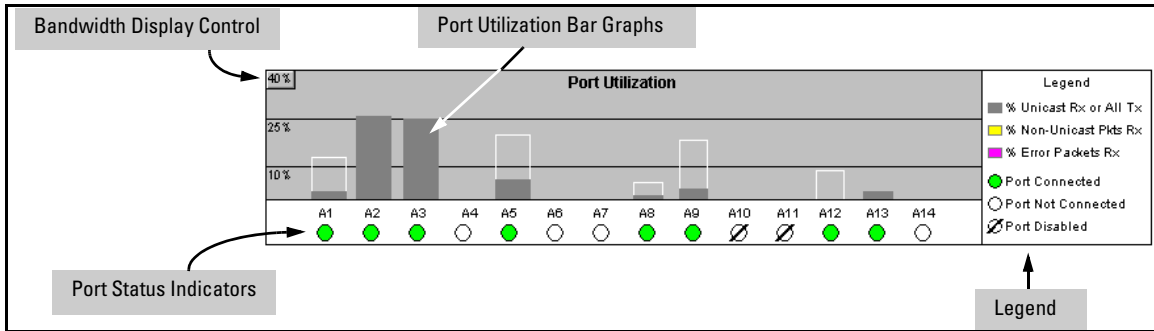 Bandwidth Display Control
Port Utilization Bar Graphs
40 %
Port Utilization
25 %
10 %
A1 A2 A3 A4 A5 A6 A7 A8 A9 A10 A11 A12 A13 A14
Legend
% Unicast Rx or All Tx
% Non-Unicast Pkts Rx
% Error Packets Rx
Port Connected
Port Not Connected
Port Disabled
Port Status Indicators
Legend